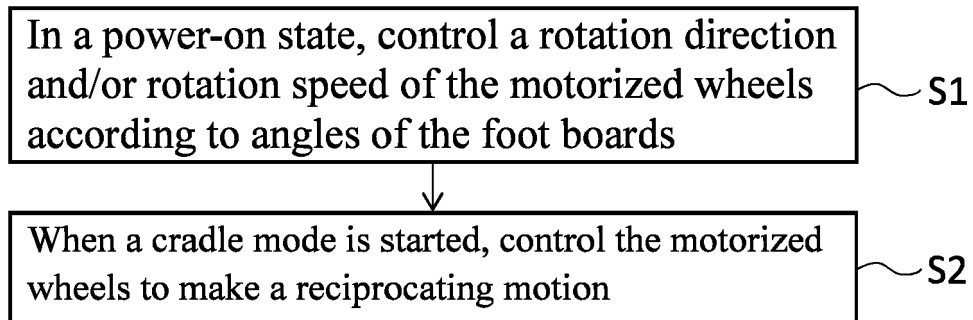 In a power-on state, control a rotation direction
and/or rotation speed of the motorized wheels
according to angles of the foot boards
S1
When a cradle mode is started, control the motorized
wheels to make a reciprocating motion
S2